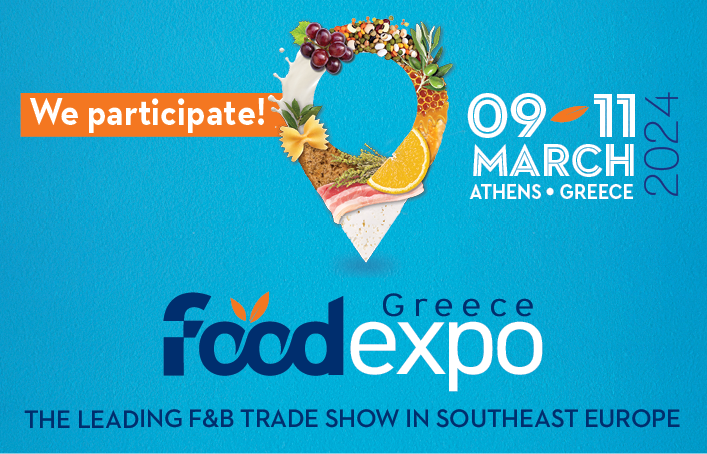 We participate!
09-11
MARCH
ATHENS • GREECE
2024
Greece
foodexpo
THE LEADING F&B TRADE SHOW IN SOUTHEAST EUROPE